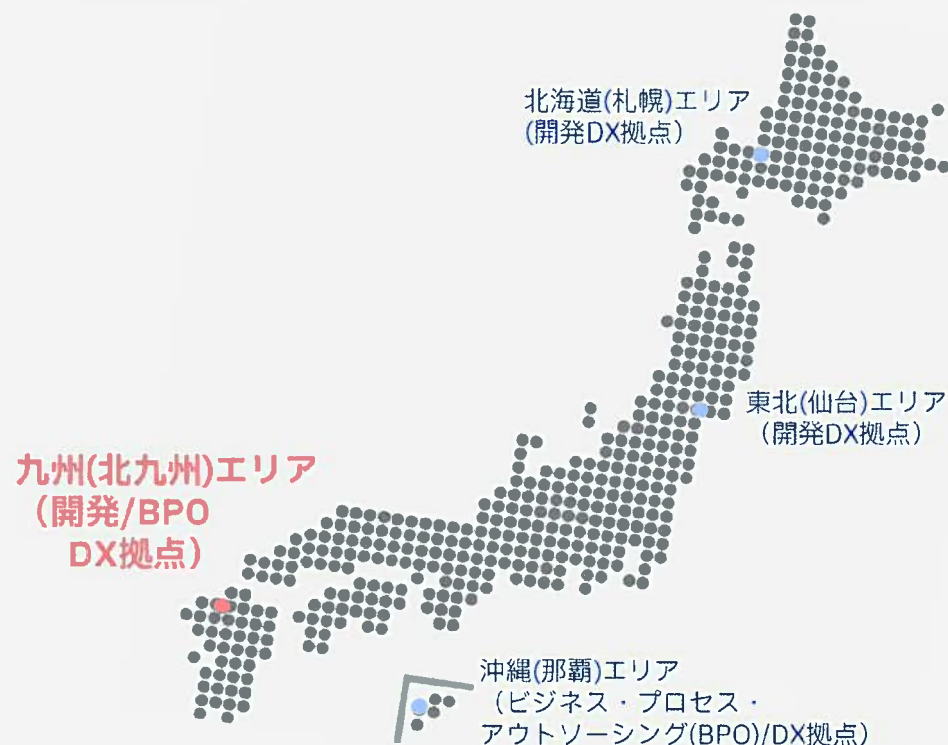 北海道(札幌)エリア
(開発DX拠点）
東北(仙台)エリア
（開発DX拠点）
九州(北九州)エリア
（開発/BPO
DX拠点）
沖縄(那覇)エリア
（ビジネス・プロセス・
アウトソーシング(BPO)/DX拠点）